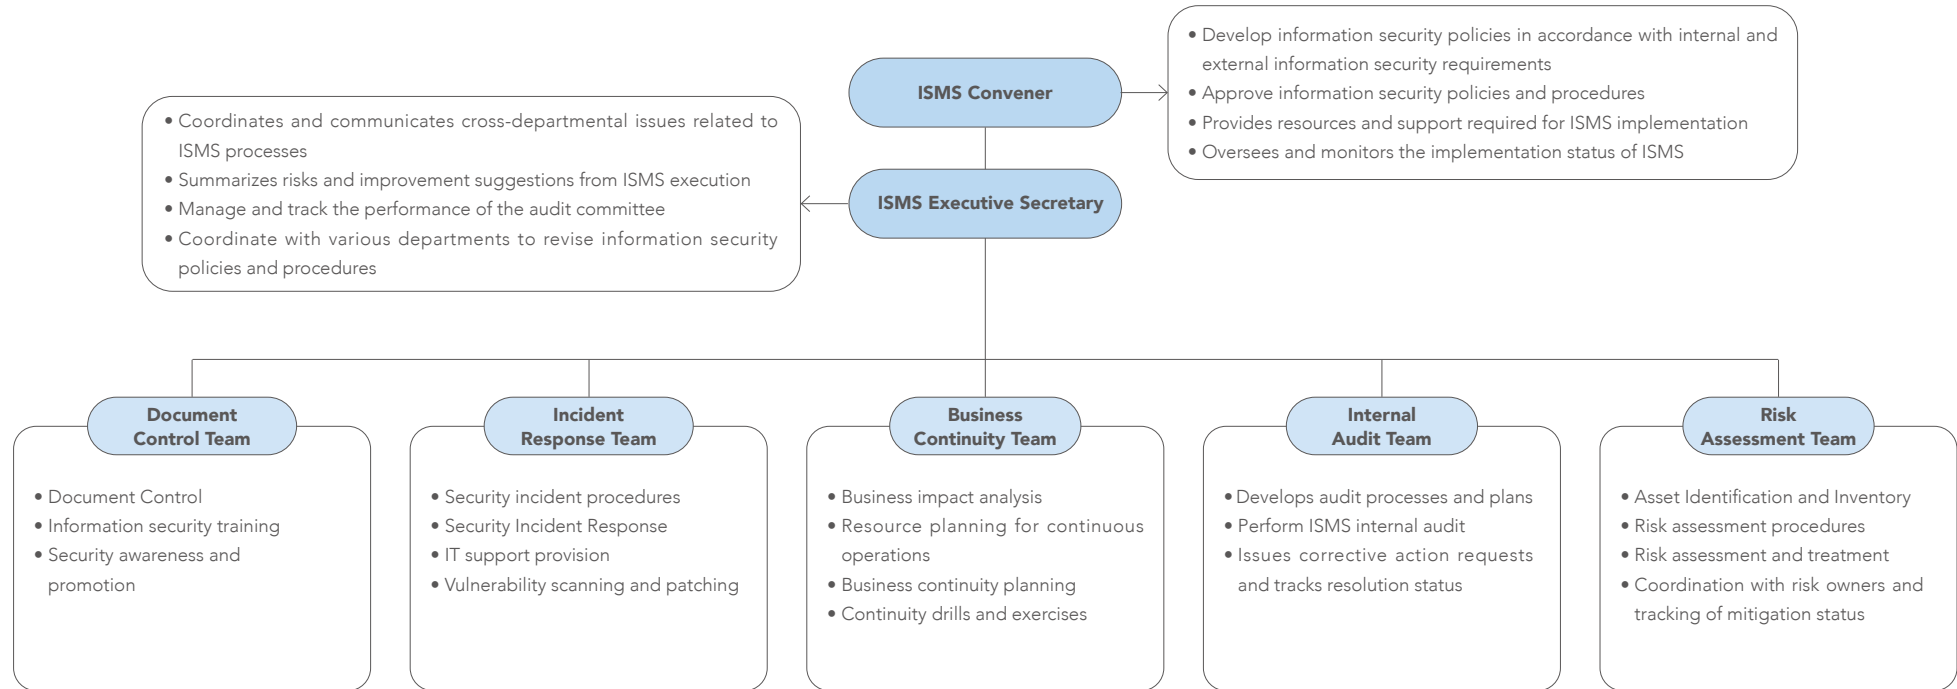 ISMS Convener
• Develop information security policies in accordance with internal and
external information security requirements
• Approve information security policies and procedures
• Provides resources and support required for ISMS implementation
• Oversees and monitors the implementation status of ISMS
ISMS Executive Secretary
• Coordinates and communicates cross-departmental issues related to
ISMS processes
• Summarizes risks and improvement suggestions from ISMS execution
• Manage and track the performance of the audit committee
• Coordinate with various departments to revise information security
policies and procedures
Document
Control Team
• Document Control
• Information security training
• Security awareness and
promotion
Incident
Response Team
• Security incident procedures
• Security Incident Response
• IT support provision
• Vulnerability scanning and patching
Business
Continuity Team
• Business impact analysis
• Resource planning for continuous
operations
• Business continuity planning
• Continuity drills and exercises
Internal
Audit Team
• Develops audit processes and plans
• Perform ISMS internal audit
• Issues corrective action requests
and tracks resolution status
Risk
Assessment Team
• Asset Identification and Inventory
• Risk assessment procedures
• Risk assessment and treatment
• Coordination with risk owners and
tracking of mitigation status